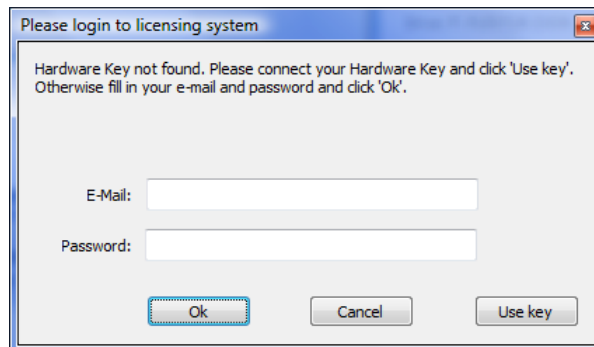 Please login to licensing system
Hardware Key not found. Please connect your Hardware Key and click 'Use key'.
Otherwise fill in your e-mail and password and click 'Ok'.
E-Mail:
Password:
Ok Cancel Use key